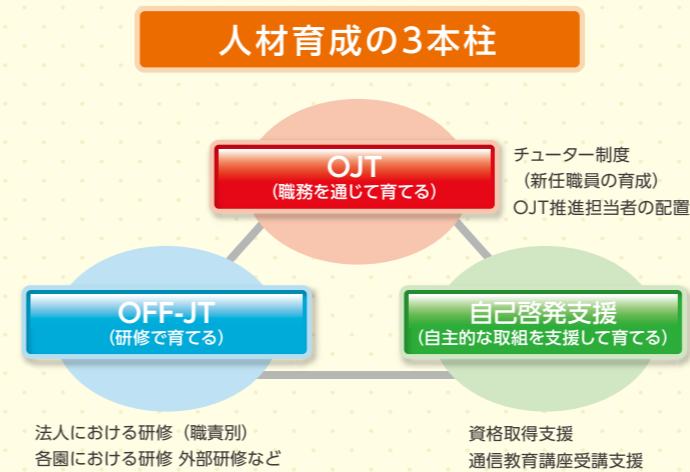 人材育成の3本柱
OJT
(職務を通じて育てる)
チューター制度
(新任職員の育成)
OJT推進担当者の配置
OFF-JT
(研修で育てる)
自己啓発支援
(自主的な取組を支援して育てる)
法人における研修(職責別)
各園における研修 外部研修など
資格取得支援
通信教育講座受講支援